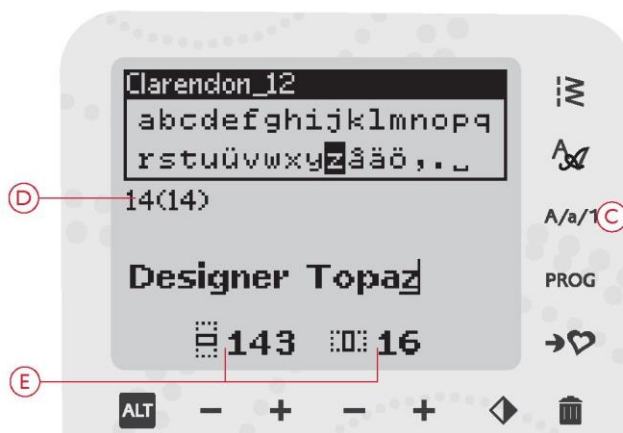 Clarendon_12
abcdefghijklmnopq
rstuüvwxyzåäö,._
D
14(14)
A/a/1
C
Designer Topaz
PROG
143 16
E
ALT - + - +